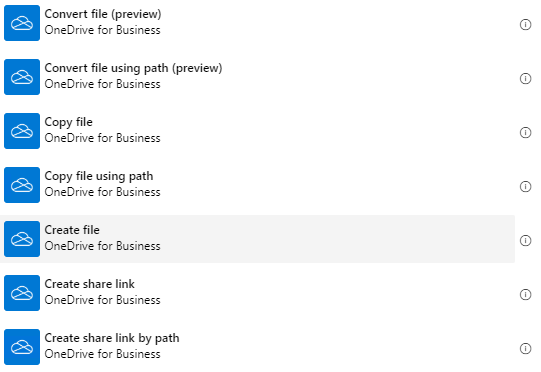 Convert file (preview)
OneDrive for Business
Convert file using path (preview)
OneDrive for Business
Copy file
OneDrive for Business
Copy file using path
OneDrive for Business
Create file
OneDrive for Business
Create share link
OneDrive for Business
Create share link by path
OneDrive for Business